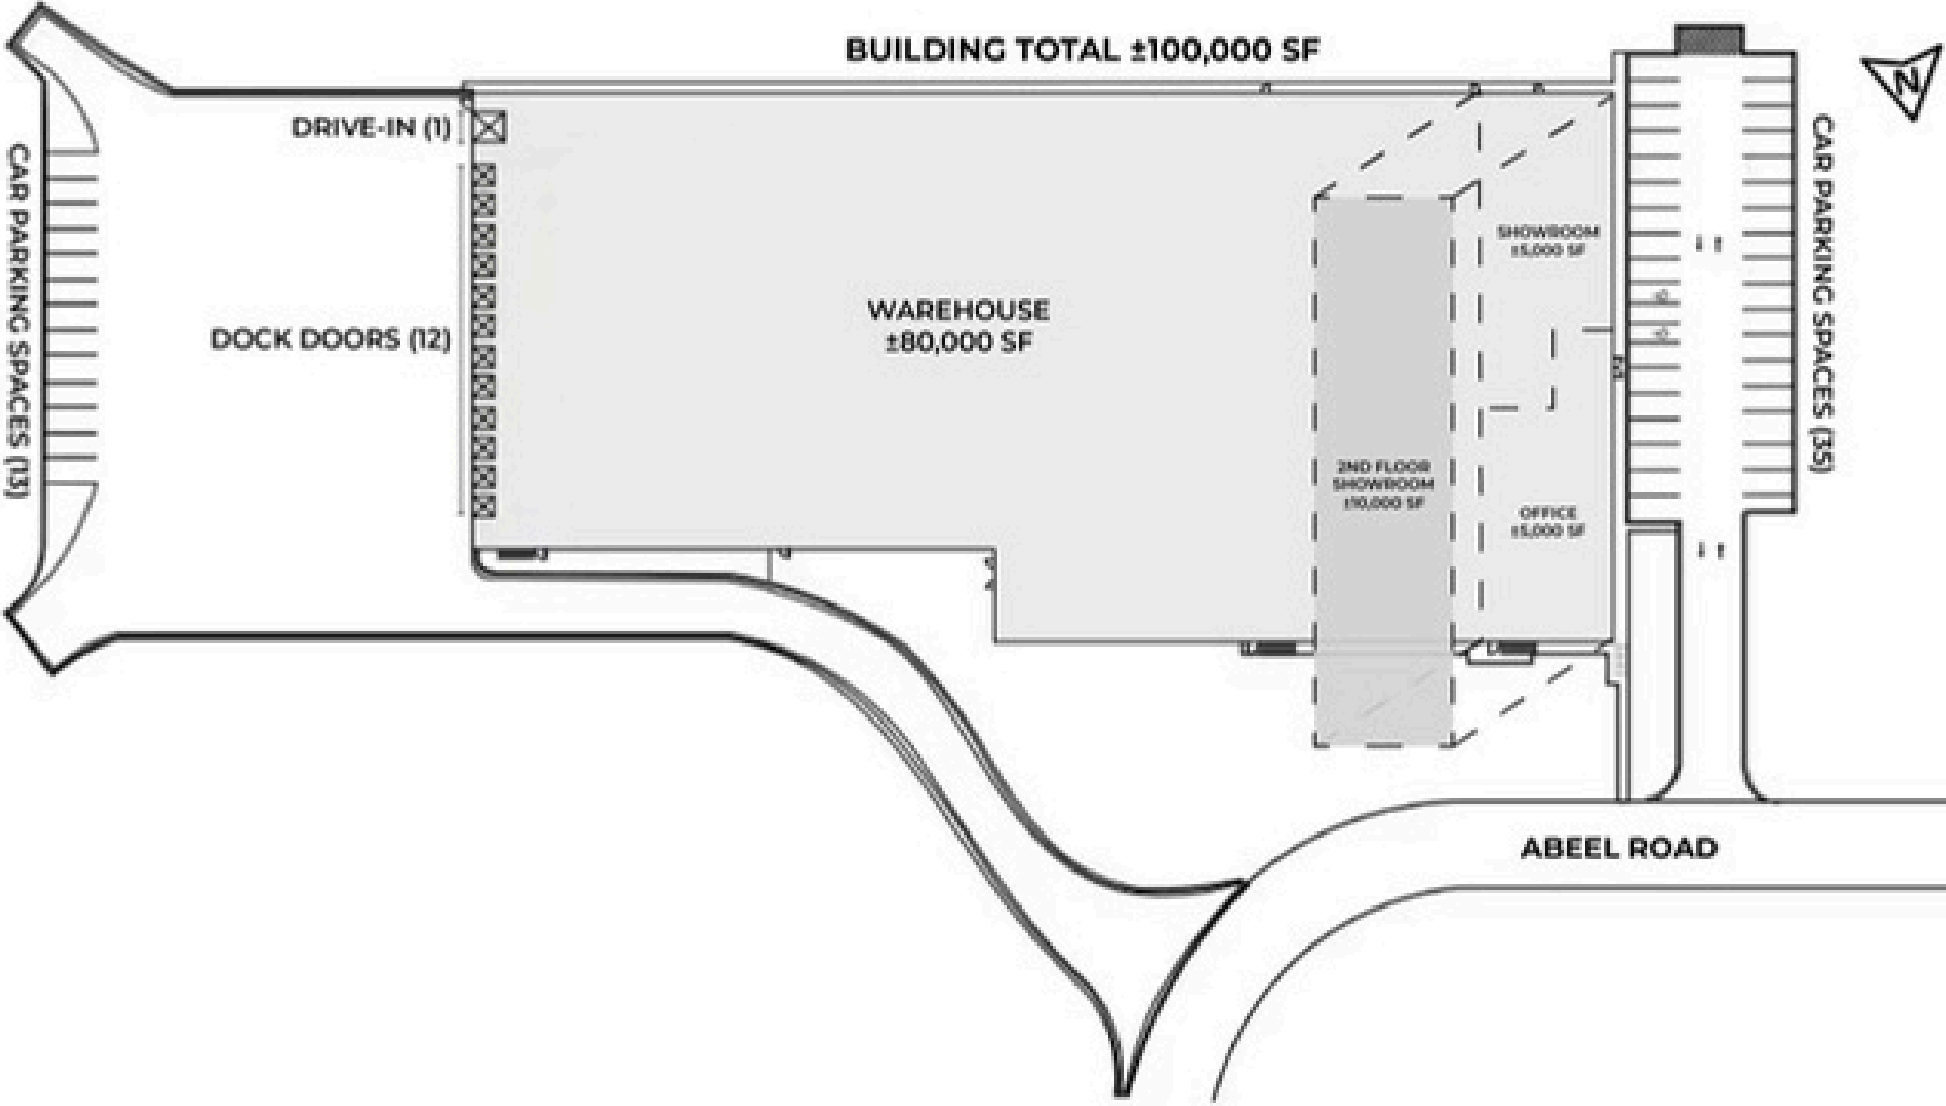 BUILDING TOTAL ±100,000 SF
N
DRIVE-IN (1)
CAR PARKING SPACES (13)
CAR PARKING SPACES (35)
SHOWROOM
±5,000 SF
WAREHOUSE
±80,000 SF
DOCK DOORS (12)
2ND FLOOR
SHOWROOM
±10,000 SF
OFFICE
±5,000 SF
ABEEL ROAD